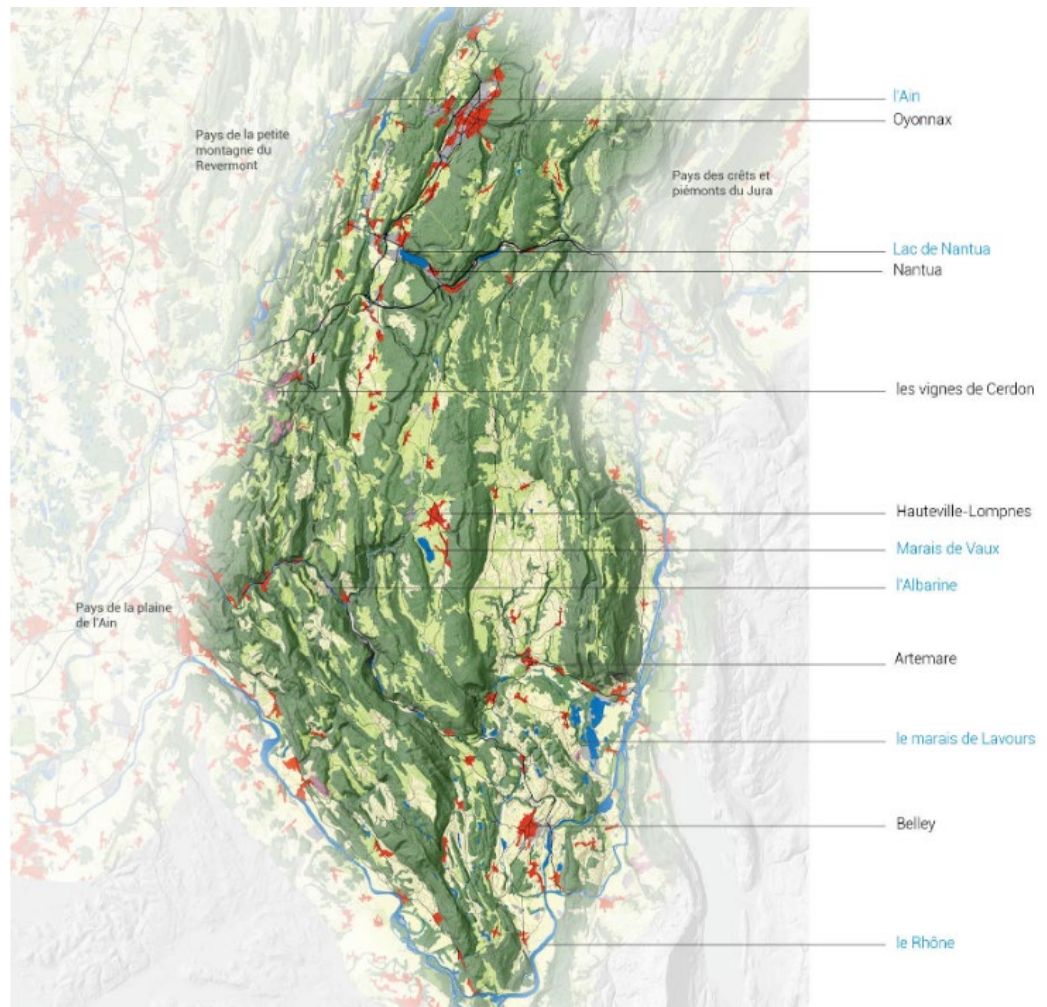 l'Ain
Oyonnax
Pays de la petite
montagne du
Revermont
Pays des crêts et
piémonts du Jura
Lac de Nantua
Nantua
les vignes de Cerdon
Hauteville-Lompnes
Marais de Vaux
l'Albarine
Pays de la plaine
de l'Ain
Artemare
le marais de Lavours
Belley
le Rhône